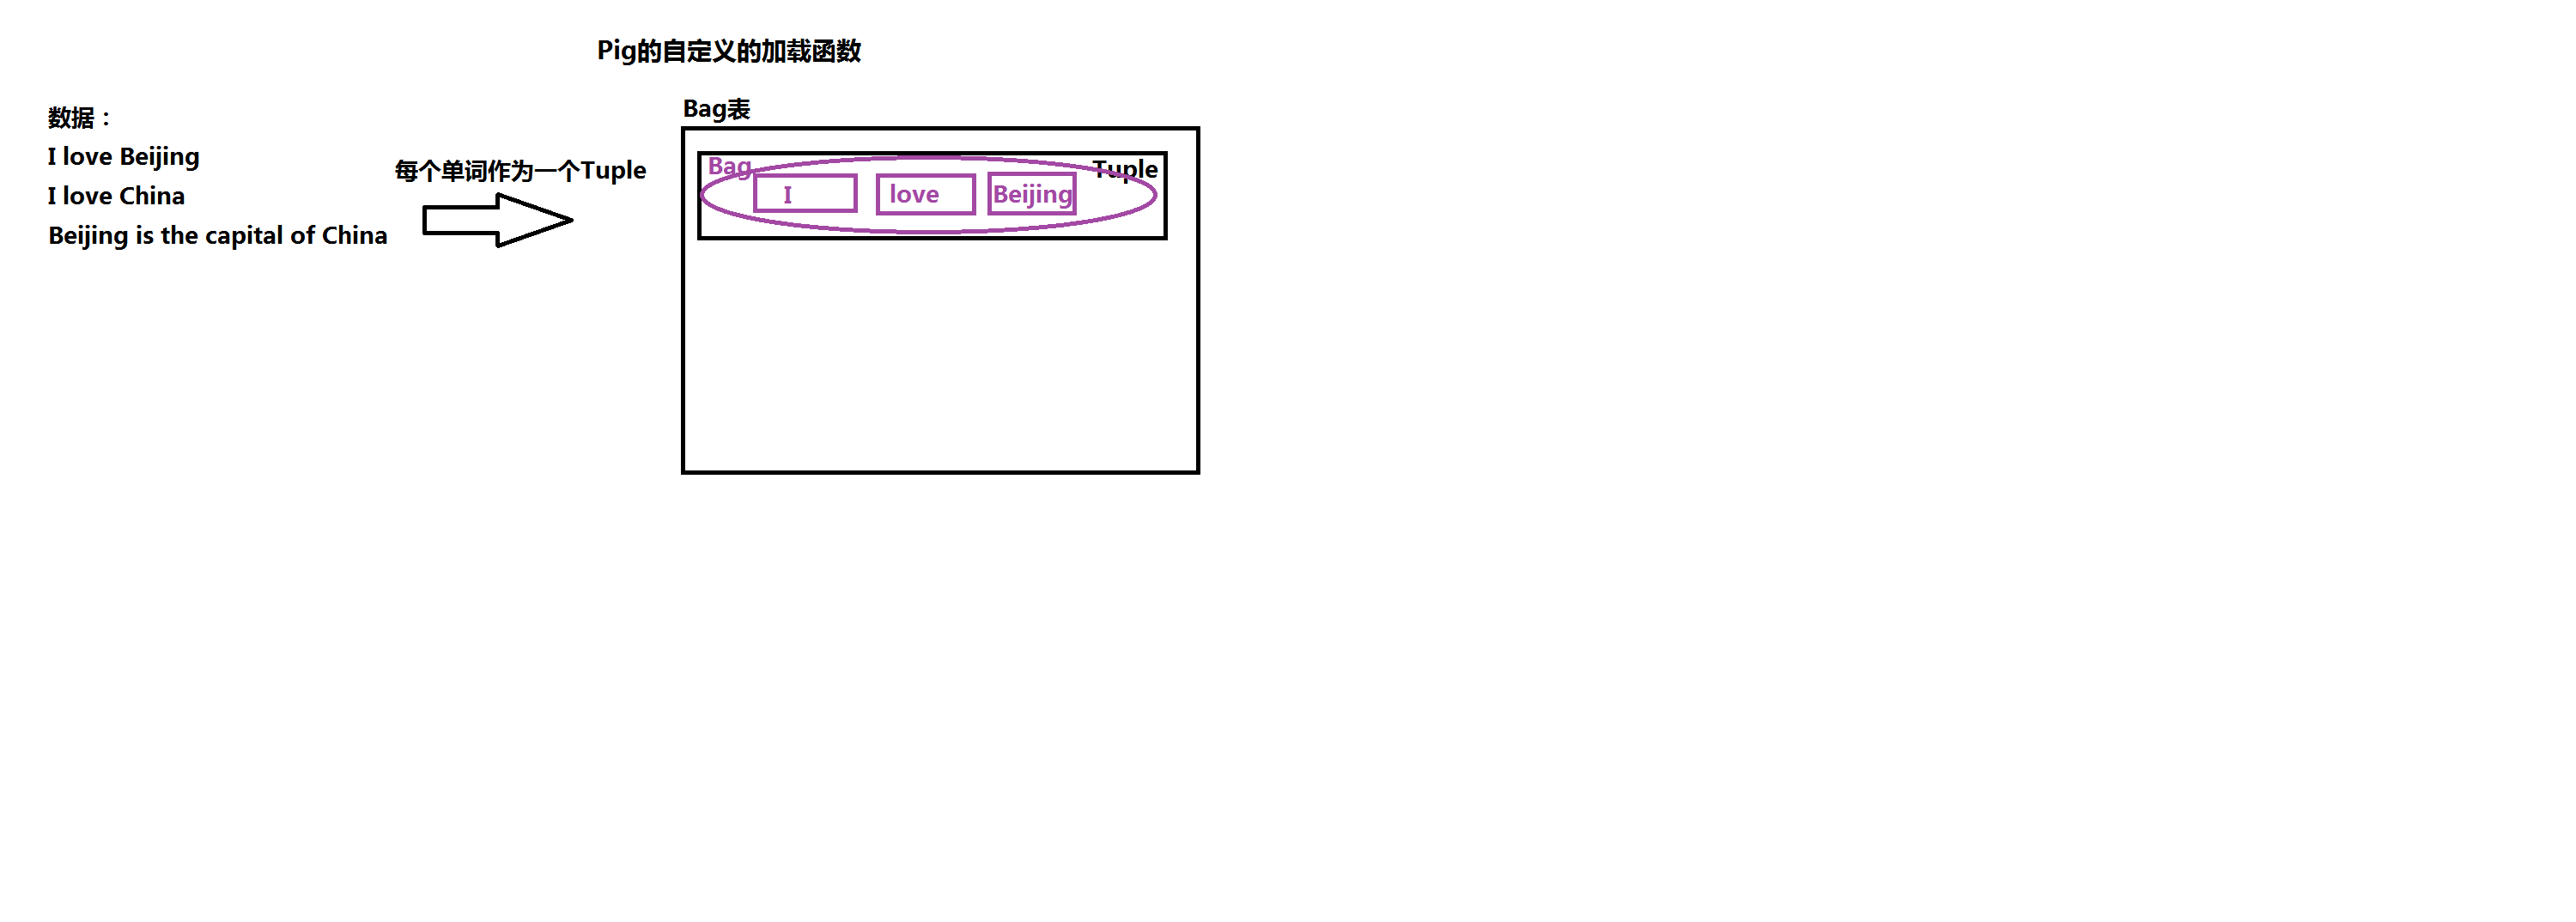 Pig的自定义的加载函数
数据：
I love Beijing
I love China
Beijing is the capital of China
每个单词作为一个Tuple
Bag表
Bag
Tuple
I
love
Beijing